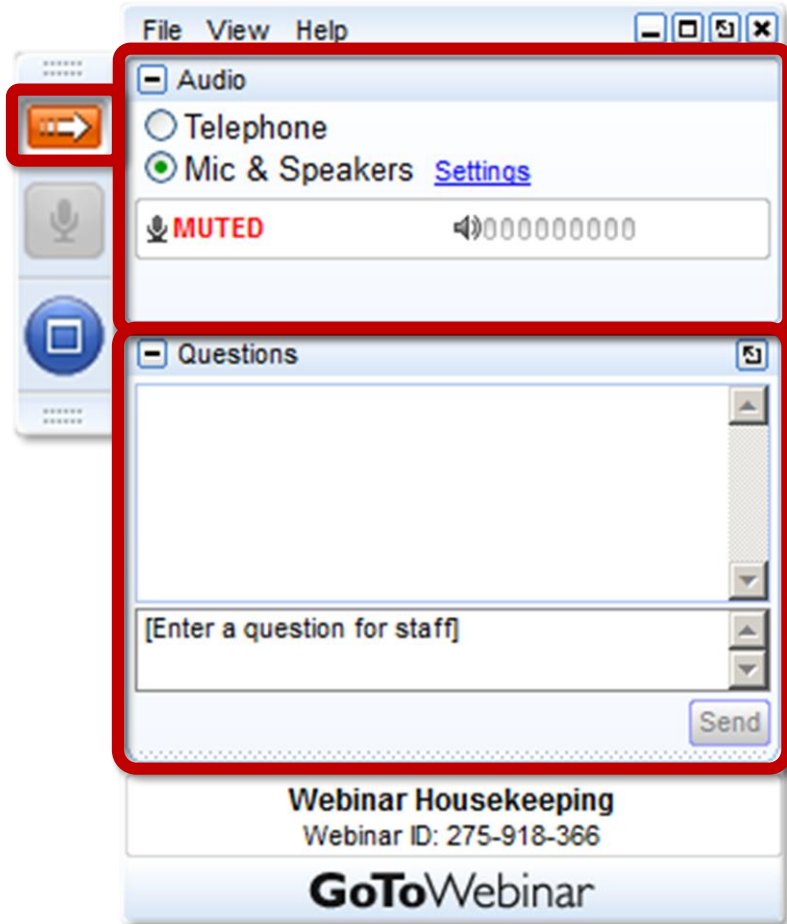 File View Help
Audio
Telephone
Mic & Speakers Settings
MUTED
Questions
[Enter a question for staff]
Send
Webinar Housekeeping
Webinar ID: 275-918-366
GoToWebinar